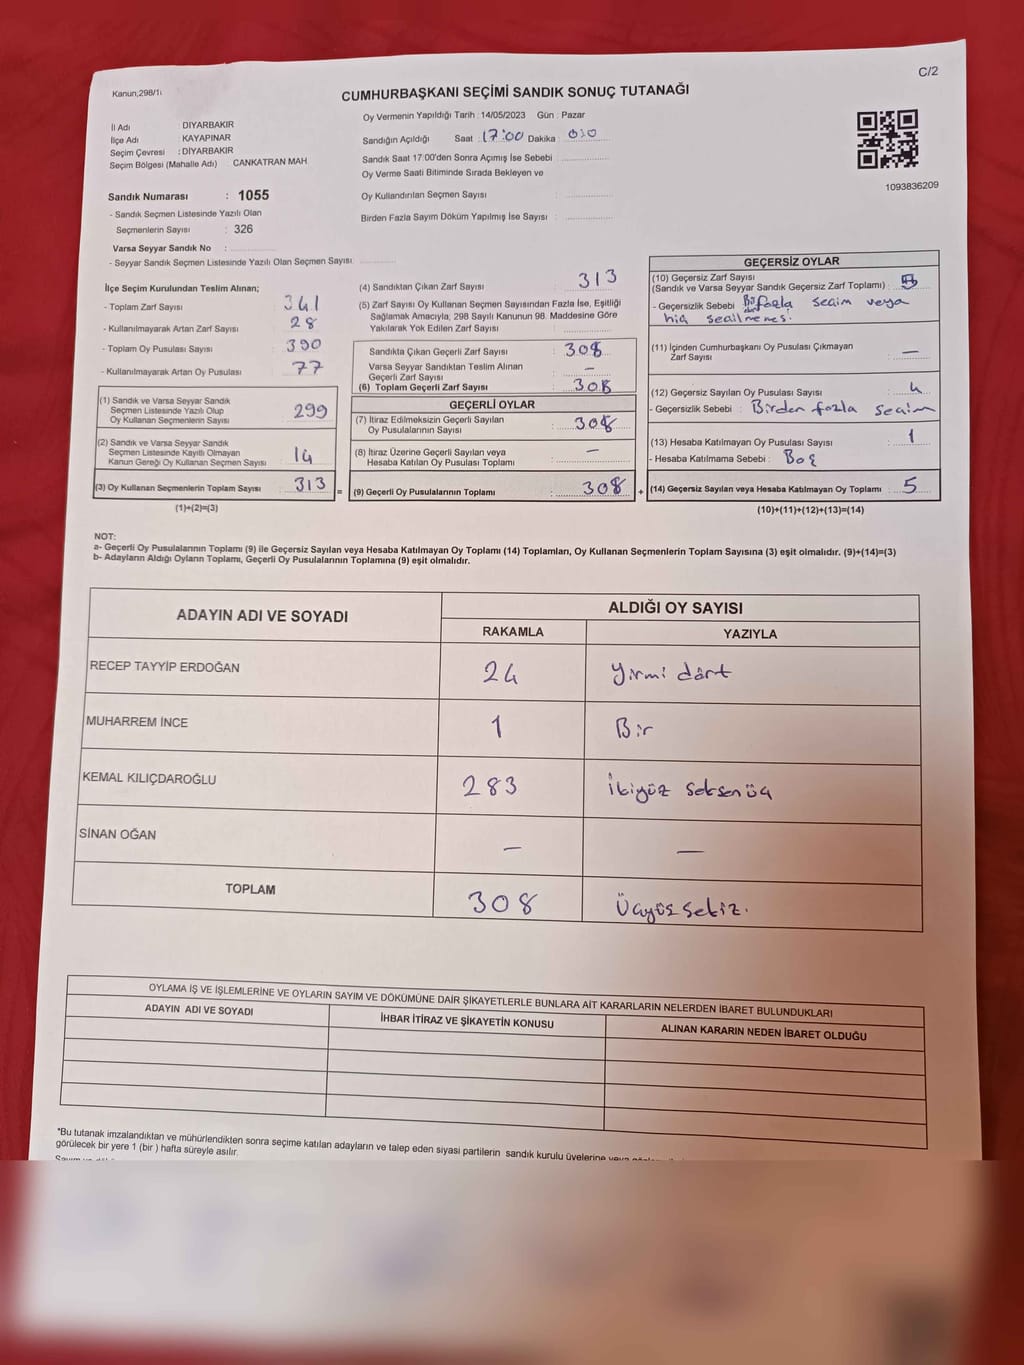 C/2
Kanun;298/1
CUMHURBAŞKANI SEÇİMİ SANDIK SONUÇ TUTANAĞI
İl Adı : DİYARBAKIR
İlçe Adı : KAYAPINAR
Seçim Çevresi : DİYARBAKIR
Seçim Bölgesi (Mahalle Adı) CANKATRAN MAH
Sandık Numarası : 1055
- Sandık Seçmen Listesinde Yazılı Olan
Seçmenlerin Sayısı : 326
Varsa Seyyar Sandık No :
- Seyyar Sandık Seçmen Listesinde Yazılı Olan Seçmen Sayısı
Oy Vermenin Yapıldığı Tarih : 14/05/2023 Gün : Pazar
Sandığın Açıldığı Saat : 17:00 Dakika :
Sandık Saat 17:00'den Sonra Açımış İse Sebebi
Oy Verme Saati Bitiminde Sırada Bekleyen ve
Oy Kullandırılan Seçmen Sayısı :
Birden Fazla Sayım Döküm Yapılmış İse Sayısı :
1093836209
İlçe Seçim Kurulundan Teslim Alınan;
- Toplam Zarf Sayısı 341
- Kullanılmayarak Artan Zarf Sayısı 28
- Toplam Oy Pusulası Sayısı 390
- Kullanılmayarak Artan Oy Pusulası 77
(1) Sandık ve Varsa Seyyar Sandık
Seçmen Listesinde Yazılı Olup
Oy Kullanan Seçmenlerin Sayısı 299
(2) Sandık ve Varsa Seyyar Sandık
Seçmen Listesinde Kayıtlı Olmayan
Kanun Gereği Oy Kullanan Seçmen Sayısı 14
(3) Oy Kullanan Seçmenlerin Toplam Sayısı 313 =
(1)+(2)=(3)
(4) Sandıktan Çıkan Zarf Sayısı 313
(5) Zarf Sayısı Oy Kullanan Seçmen Sayısından Fazla İse, Eşitliği
Sağlamak Amacıyla, 298 Sayılı Kanunun 98. Maddesine Göre
Yakılarak Yok Edilen Zarf Sayısı :
Sandıkta Çıkan Geçerli Zarf Sayısı : 308
Varsa Seyyar Sandıktan Teslim Alınan
Geçerli Zarf Sayısı : –
(6) Toplam Geçerli Zarf Sayısı : 308
GEÇERLİ OYLAR
(7) İtiraz Edilmeksizin Geçerli Sayılan
Oy Pusulalarının Sayısı : 308
(8) İtiraz Üzerine Geçerli Sayılan veya
Hesaba Katılan Oy Pusulası Toplamı : –
(9) Geçerli Oy Pusulalarının Toplamı : 308 +
GEÇERSİZ OYLAR
(10) Geçersiz Zarf Sayısı
(Sandık ve Varsa Seyyar Sandık Geçersiz Zarf Toplamı) :
- Geçersizlik Sebebi fazla seçim veya
hiç seçilmemes.
(11) İçinden Cumhurbaşkanı Oy Pusulası Çıkmayan
Zarf Sayısı –
(12) Geçersiz Sayılan Oy Pusulası Sayısı : 4
- Geçersizlik Sebebi : Birden fazla seçim
(13) Hesaba Katılmayan Oy Pusulası Sayısı : 1
- Hesaba Katılmama Sebebi : Boş
(14) Geçersiz Sayılan veya Hesaba Katılmayan Oy Toplamı : 5
(10)+(11)+(12)+(13)=(14)
NOT:
a- Geçerli Oy Pusulalarının Toplamı (9) ile Geçersiz Sayılan veya Hesaba Katılmayan Oy Toplamı (14) Toplamları, Oy Kullanan Seçmenlerin Toplam Sayısına (3) eşit olmalıdır. (9)+(14)=(3)
b- Adayların Aldığı Oyların Toplamı, Geçerli Oy Pusulalarının Toplamına (9) eşit olmalıdır.
ADAYIN ADI VE SOYADI
ALDIĞI OY SAYISI
RAKAMLA YAZIYLA
RECEP TAYYİP ERDOĞAN 24 Yirmi dört
MUHARREM İNCE 1 Bir
KEMAL KILIÇDAROĞLU 283 İkiyüz seksenüç
SİNAN OĞAN – –
TOPLAM 308 Üçyüzsekiz.
OYLAMA İŞ VE İŞLEMLERİNE VE OYLARIN SAYIM VE DÖKÜMÜNE DAİR ŞİKAYETLERLE BUNLARA AİT KARARLARIN NELERDEN İBARET BULUNDUKLARI
ADAYIN ADI VE SOYADI İHBAR İTİRAZ VE ŞİKAYETİN KONUSU ALINAN KARARIN NEDEN İBARET OLDUĞU
*Bu tutanak imzalandıktan ve mühürlendikten sonra seçime katılan adayların ve talep eden siyasi partilerin sandık kurulu üyelerine veya
görülecek bir yere 1 (bir ) hafta süreyle asılır.